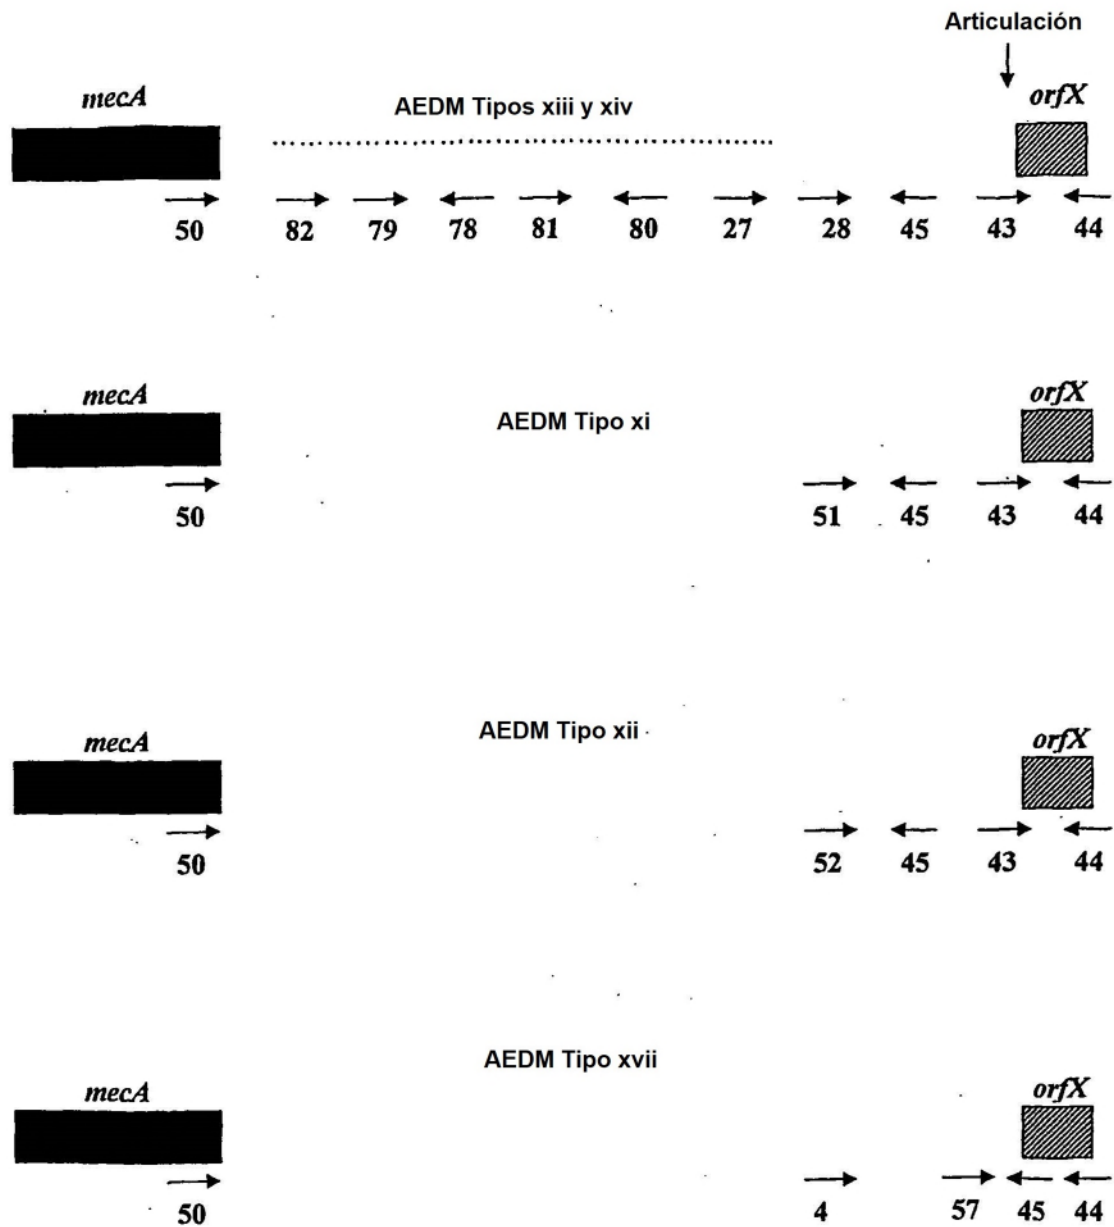 Articulación
mecA
AEDM Tipos xiii y xiv
orfX
50 82 79 78 81 80 27 28 45 43 44
mecA
AEDM Tipo xi
orfX
50 51 45 43 44
mecA
AEDM Tipo xii
orfX
50 52 45 43 44
AEDM Tipo xvii
mecA
orfX
50 4 57 45 44